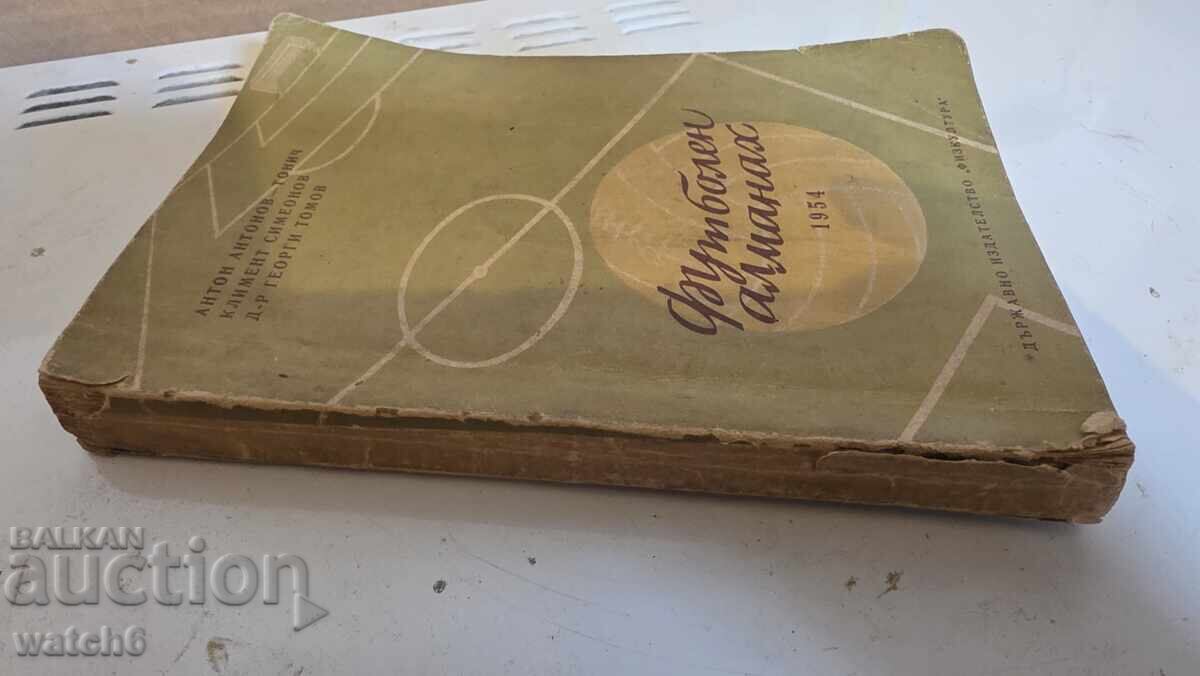 АНТОН АНТОНОВ-ТОНИЧ
КЛИМЕНТ СИМЕОНОВ
Д-Р ГЕОРГИ ТОМОВ
Футболен
алманах
1954
*ДЪРЖАВНО ИЗДАТЕЛСТВО „ФИЗКУЛТУРА"
BALKAN
auction
watch6